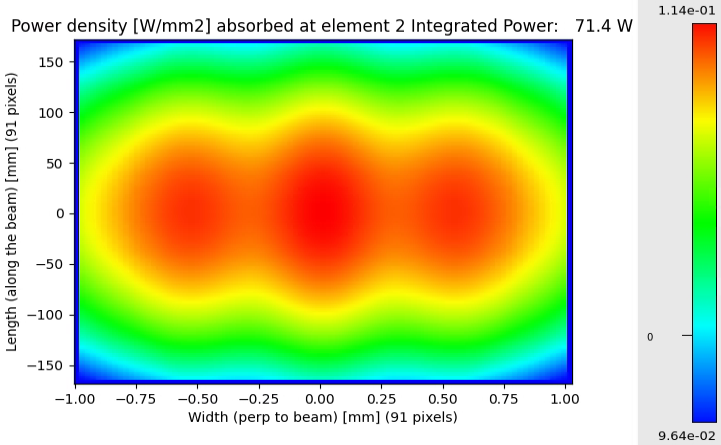 Power density [W/mm2] absorbed at element 2 Integrated Power: 71.4 W
1.14e-01
150
100
50
0
−50
−100
−150
Length (along the beam) [mm] (91 pixels)
−1.00 −0.75 −0.50 −0.25 0.00 0.25 0.50 0.75 1.00
Width (perp to beam) [mm] (91 pixels)
0
9.64e-02